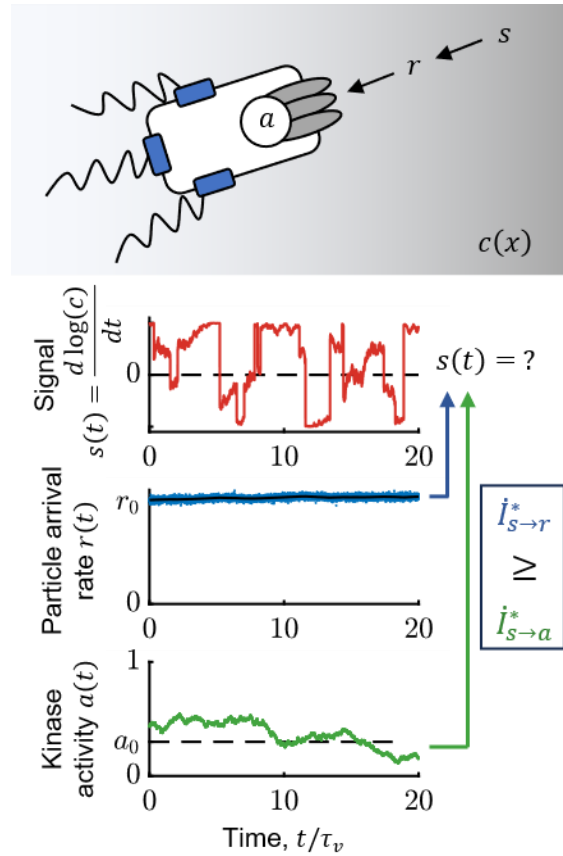 s
r
a
c(x)
Signal
s(t) = d log(c) / dt
0
s(t) = ?
0 10 20
Particle arrival
rate r(t)
r₀
0
0 10 20
İ*ₛ→ᵣ
≥
İ*ₛ→ₐ
Kinase
activity a(t)
1
a₀
0
0 10 20
Time, t/τᵥ